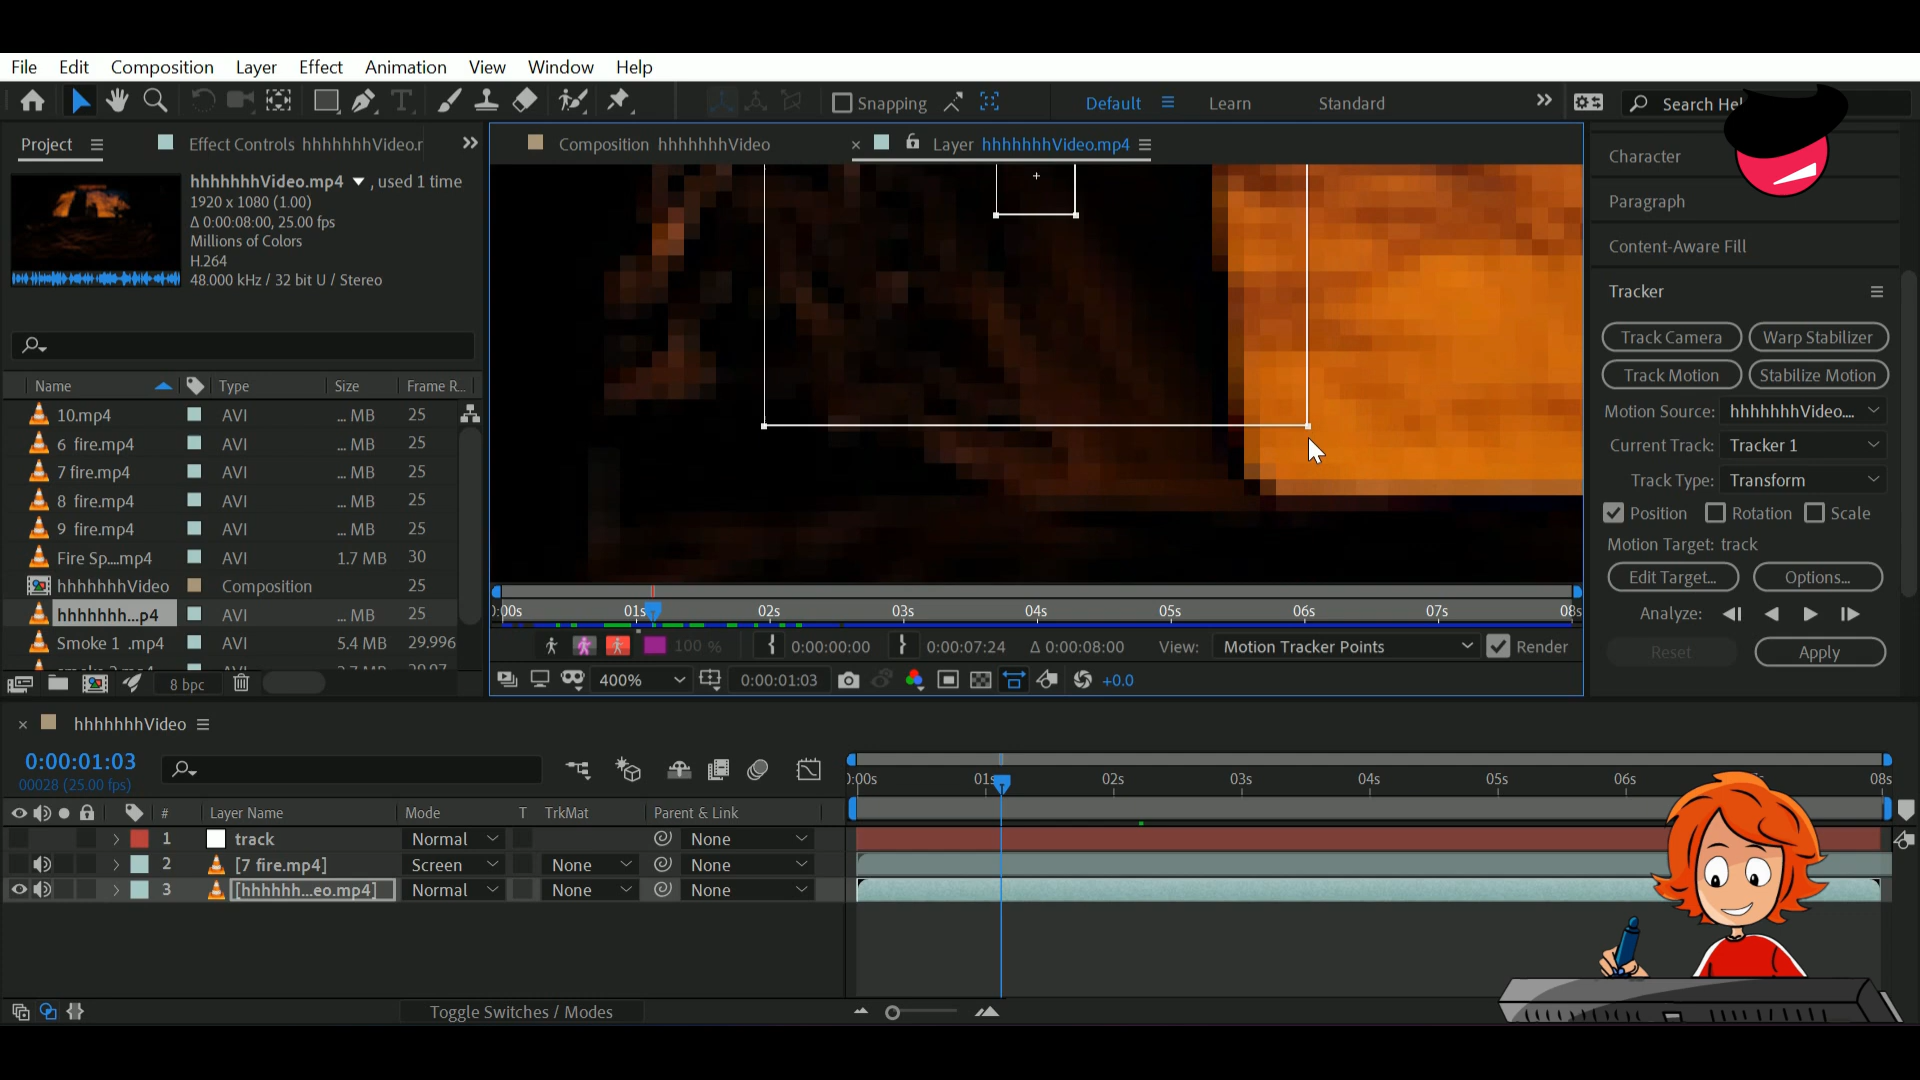 File Edit Composition Layer Effect Animation View Window Help
Snapping Default Learn Standard Search Hel
Project Effect Controls hhhhhhhVideo.r
Composition hhhhhhhVideo
Layer hhhhhhhVideo.mp4
hhhhhhhVideo.mp4 , used 1 time
1920 x 1080 (1.00)
Δ 0:00:08:00, 25.00 fps
Millions of Colors
H.264
48.000 kHz / 32 bit U / Stereo
Name Type Size Frame R...
10.mp4 AVI ... MB 25
6 fire.mp4 AVI ... MB 25
7 fire.mp4 AVI ... MB 25
8 fire.mp4 AVI ... MB 25
9 fire.mp4 AVI ... MB 25
Fire Sp....mp4 AVI 1.7 MB 30
hhhhhhhVideo Composition 25
hhhhhhh...p4 AVI ... MB 25
Smoke 1 .mp4 AVI 5.4 MB 29.996
8 bpc
):00s 01s 02s 03s 04s 05s 06s 07s 08s
100 % 0:00:00:00 0:00:07:24 Δ 0:00:08:00 View: Motion Tracker Points Render
400% 0:00:01:03 +0.0
Character
Paragraph
Content-Aware Fill
Tracker
Track Camera Warp Stabilizer
Track Motion Stabilize Motion
Motion Source: hhhhhhhVideo....
Current Track: Tracker 1
Track Type: Transform
Position Rotation Scale
Motion Target: track
Edit Target... Options...
Analyze:
Reset Apply
hhhhhhhVideo
0:00:01:03
00028 (25.00 fps)
):00s 01s 02s 03s 04s 05s 06s 08s
# Layer Name Mode T TrkMat Parent & Link
1 track Normal None
2 [7 fire.mp4] Screen None None
3 [hhhhhh...eo.mp4] Normal None None
Toggle Switches / Modes